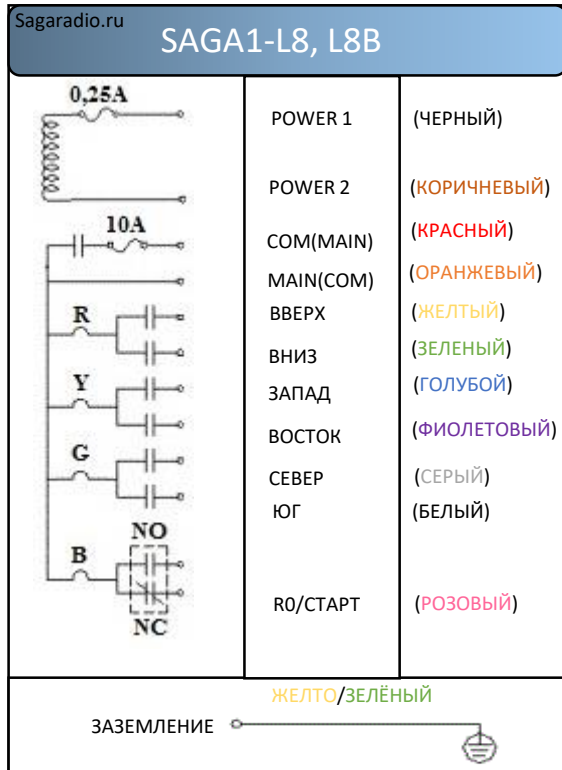 Sagaradio.ru
SAGA1-L8, L8B
0,25A
POWER 1 (ЧЕРНЫЙ)
POWER 2 (КОРИЧНЕВЫЙ)
10A
COM(MAIN) (КРАСНЫЙ)
MAIN(COM) (ОРАНЖЕВЫЙ)
R
ВВЕРХ (ЖЕЛТЫЙ)
ВНИЗ (ЗЕЛЕНЫЙ)
Y
ЗАПАД (ГОЛУБОЙ)
ВОСТОК (ФИОЛЕТОВЫЙ)
G
СЕВЕР (СЕРЫЙ)
ЮГ (БЕЛЫЙ)
NO
B
R0/СТАРТ (РОЗОВЫЙ)
NC
ЖЕЛТО/ЗЕЛЁНЫЙ
ЗАЗЕМЛЕНИЕ